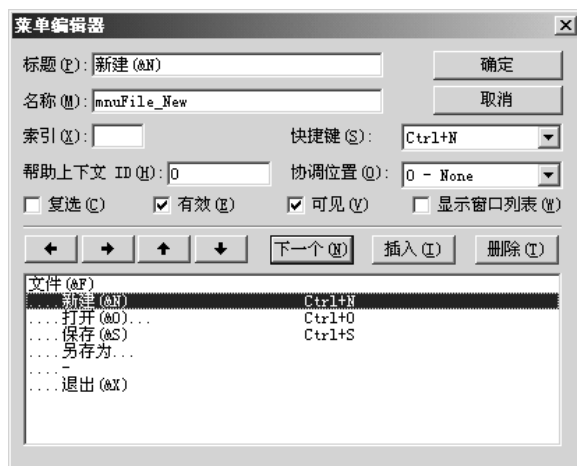 菜单编辑器
标题(P): 新建(&N) 确定
名称(M): mnuFile_New 取消
索引(X): 快捷键(S): Ctrl+N
帮助上下文 ID(H): 0 协调位置(O): 0 - None
复选(C) 有效(E) 可见(V) 显示窗口列表(W)
下一个(N) 插入(I) 删除(T)
文件(&F)
....新建(&N) Ctrl+N
....打开(&O)... Ctrl+O
....保存(&S) Ctrl+S
....另存为...
....-
....退出(&X)